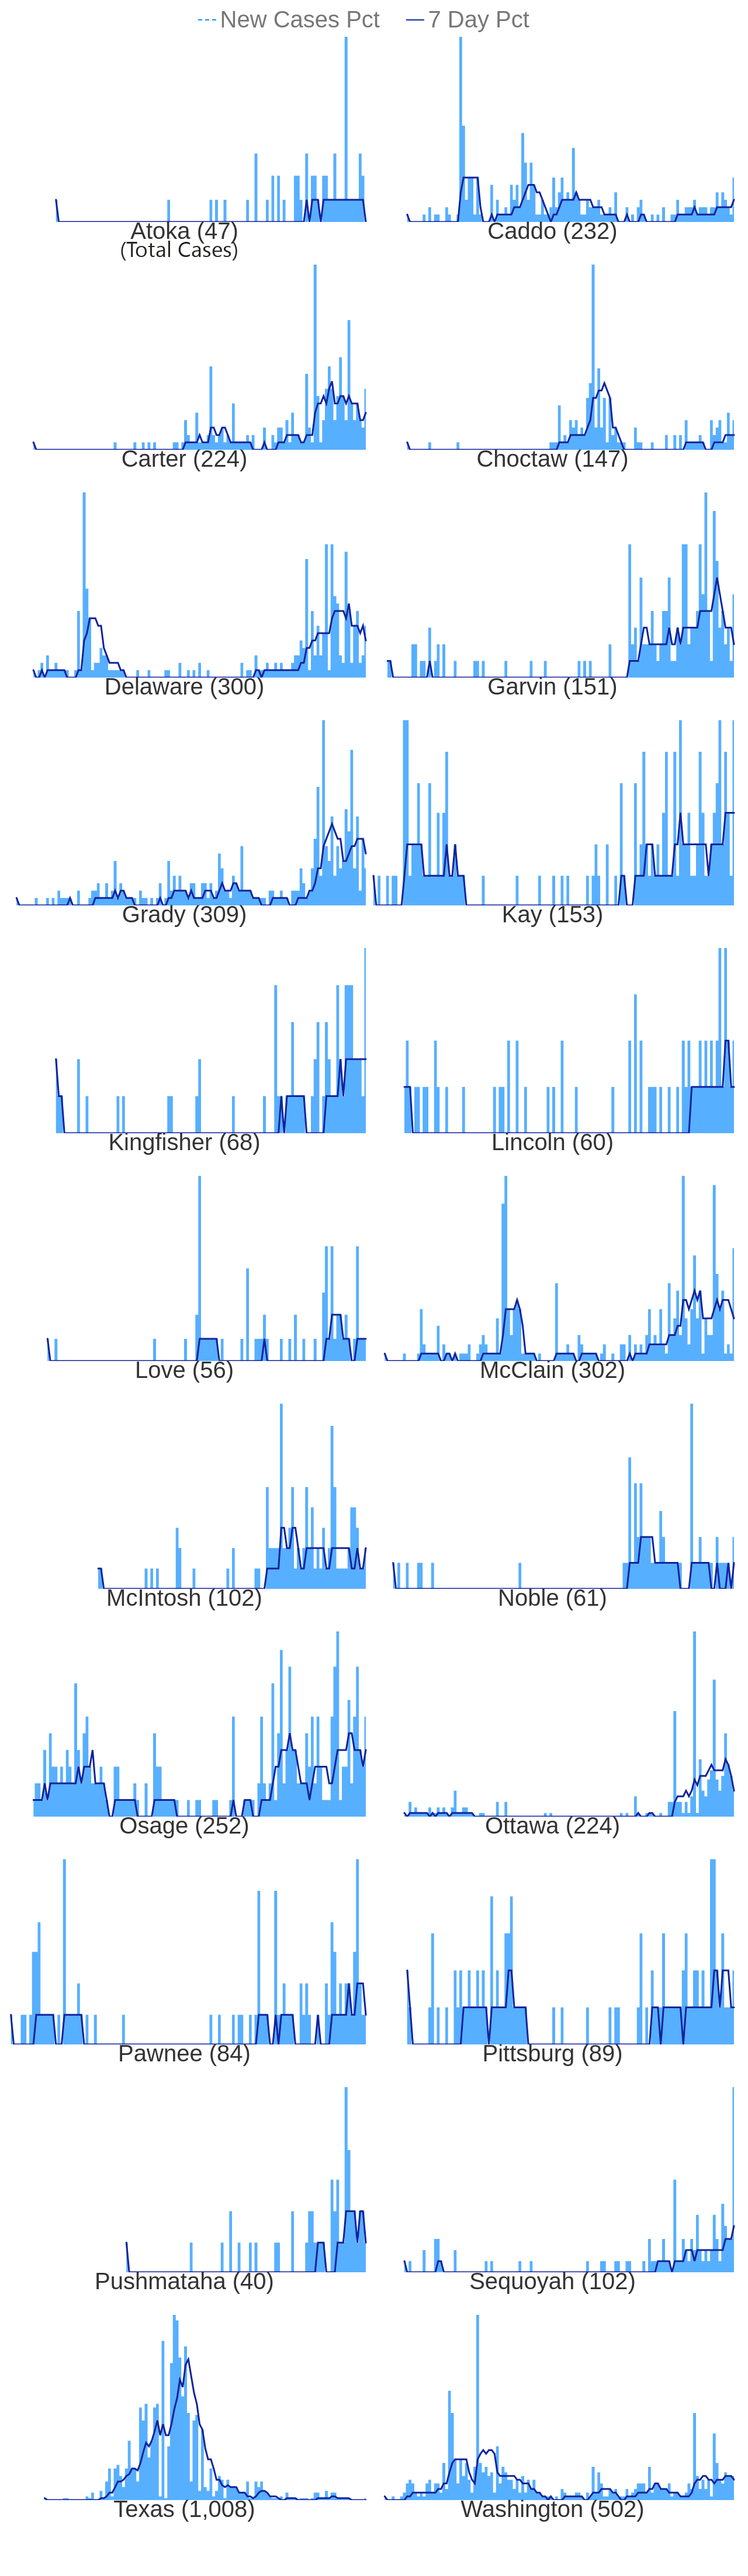 New Cases Pct 7 Day Pct
Atoka (47) Caddo (232)
(Total Cases)
Carter (224) Choctaw (147)
Delaware (300) Garvin (151)
Grady (309) Kay (153)
Kingfisher (68) Lincoln (60)
Love (56) McClain (302)
McIntosh (102) Noble (61)
Osage (252) Ottawa (224)
Pawnee (84) Pittsburg (89)
Pushmataha (40) Sequoyah (102)
Texas (1,008) Washington (502)